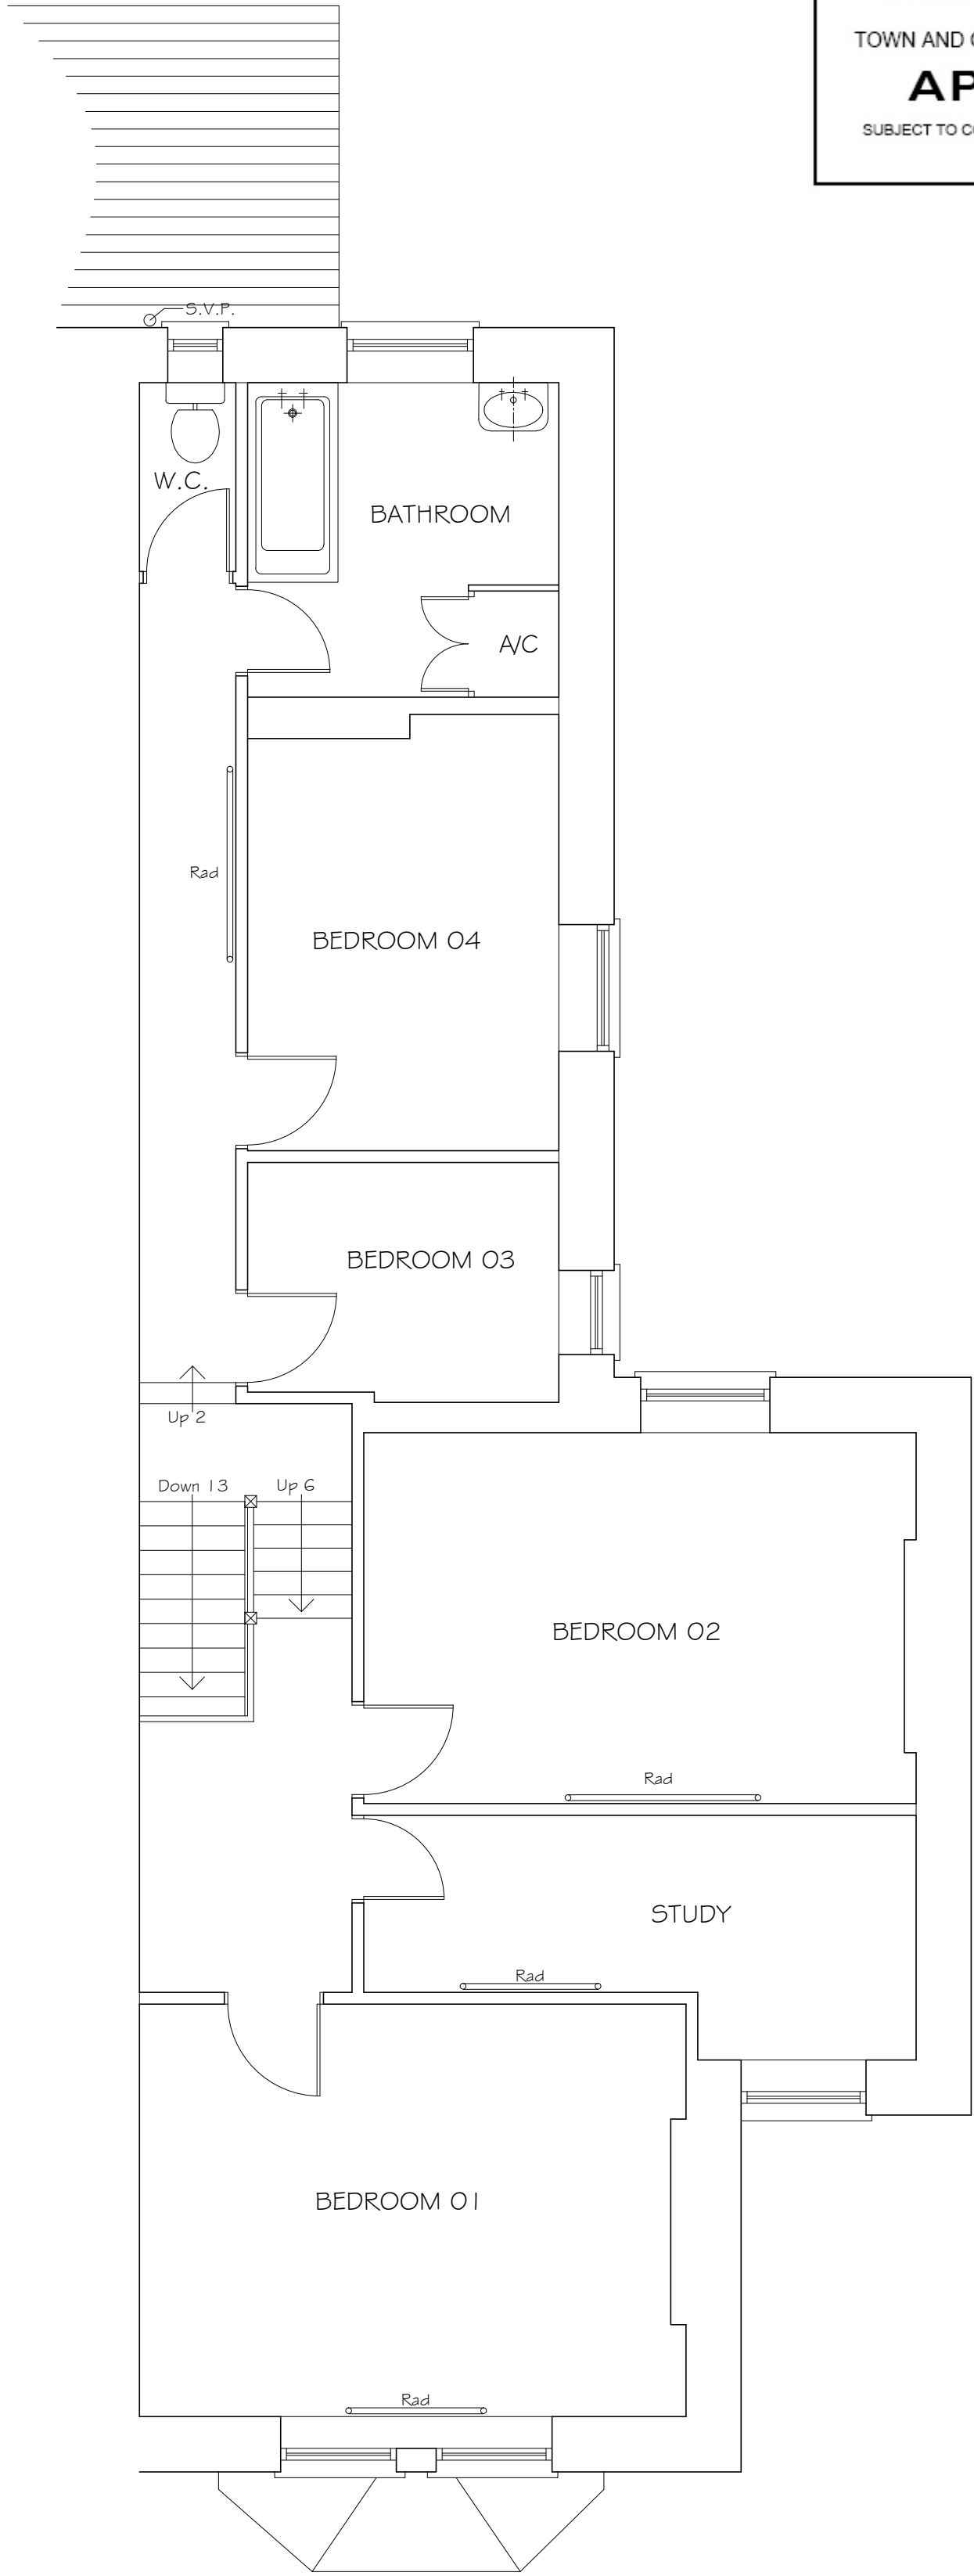 TOWN AND
AP
SUBJECT TO
S.V.P.
W.C.
BATHROOM
A/C
Rad
BEDROOM 04
BEDROOM 03
Up 2
Down 13
Up 6
BEDROOM 02
Rad
STUDY
Rad
BEDROOM 01
Rad